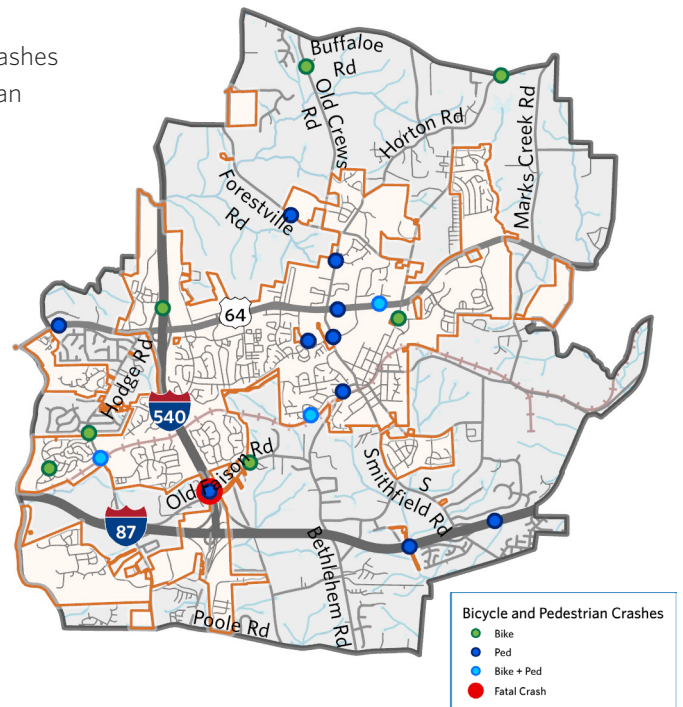 ashes
an
Buffaloe
Rd
Old Crews
Rd
Horton Rd
Marks Creek Rd
Forestville
Rd
64
Hodge Rd
540
Old Faison Rd
S
Smithfield Rd
87
Bethlehem Rd
Poole Rd
Bicycle and Pedestrian Crashes
Bike
Ped
Bike + Ped
Fatal Crash